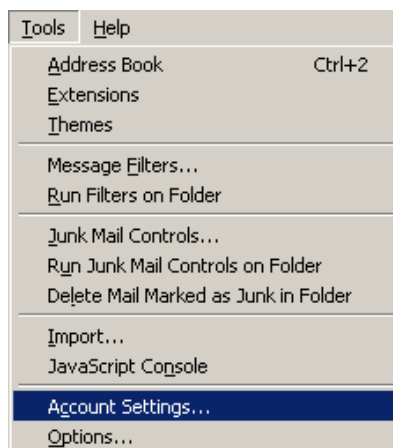 Tools Help
Address Book Ctrl+2
Extensions
Themes
Message Filters...
Run Filters on Folder
Junk Mail Controls...
Run Junk Mail Controls on Folder
Delete Mail Marked as Junk in Folder
Import...
JavaScript Console
Account Settings...
Options...